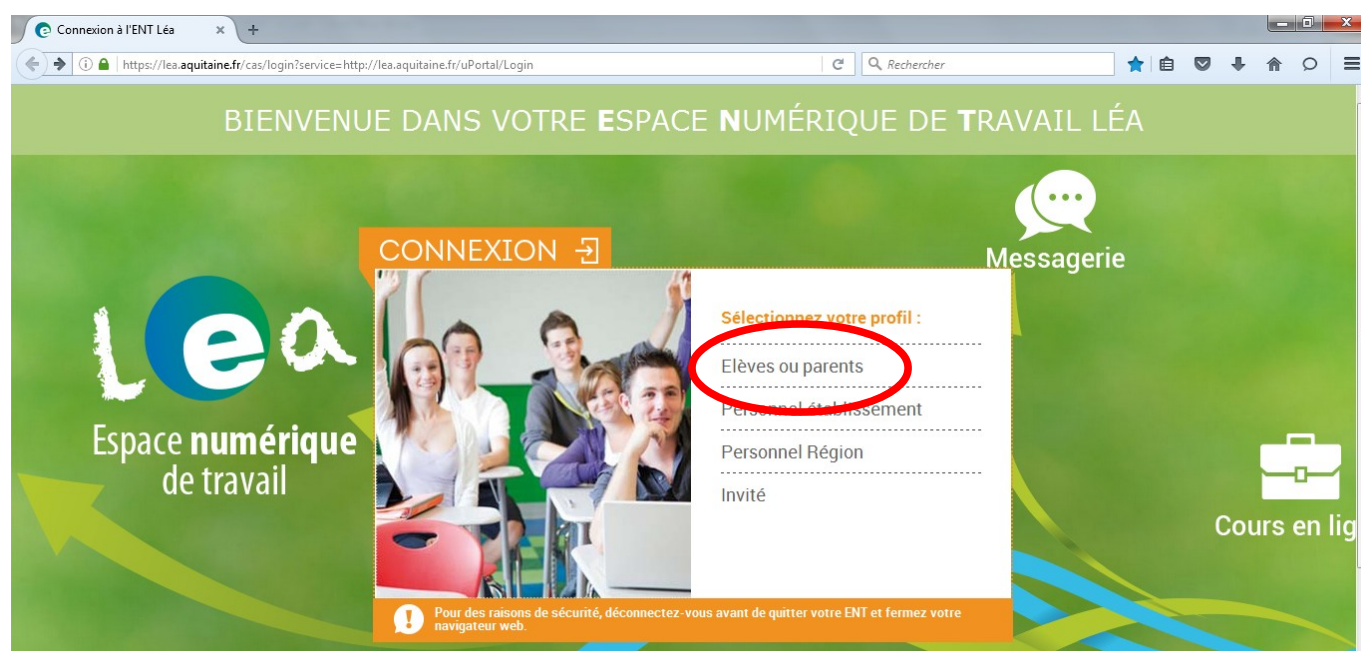 Connexion à l'ENT Léa
https://lea.aquitaine.fr/cas/login?service=http://lea.aquitaine.fr/uPortal/Login
Rechercher
BIENVENUE DANS VOTRE ESPACE NUMÉRIQUE DE TRAVAIL LÉA
Messagerie
CONNEXION
Lea
Espace numérique
de travail
Sélectionnez votre profil :
Elèves ou parents
Personnel établissement
Personnel Région
Invité
Cours en lig
Pour des raisons de sécurité, déconnectez-vous avant de quitter votre ENT et fermez votre
navigateur web.